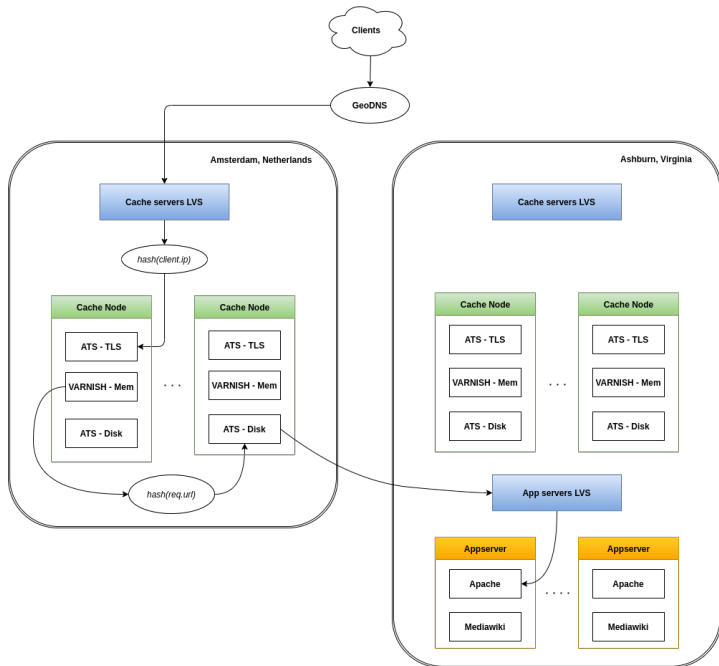 Clients
GeoDNS
Amsterdam, Netherlands
Cache servers LVS
hash(client.ip)
Cache Node
ATS - TLS
VARNISH - Mem
ATS - Disk
. . .
Cache Node
ATS - TLS
VARNISH - Mem
ATS - Disk
hash(req.url)
Ashburn, Virginia
Cache servers LVS
Cache Node
ATS - TLS
VARNISH - Mem
ATS - Disk
. . .
Cache Node
ATS - TLS
VARNISH - Mem
ATS - Disk
App servers LVS
Appserver
Apache
Mediawiki
. . . .
Appserver
Apache
Mediawiki